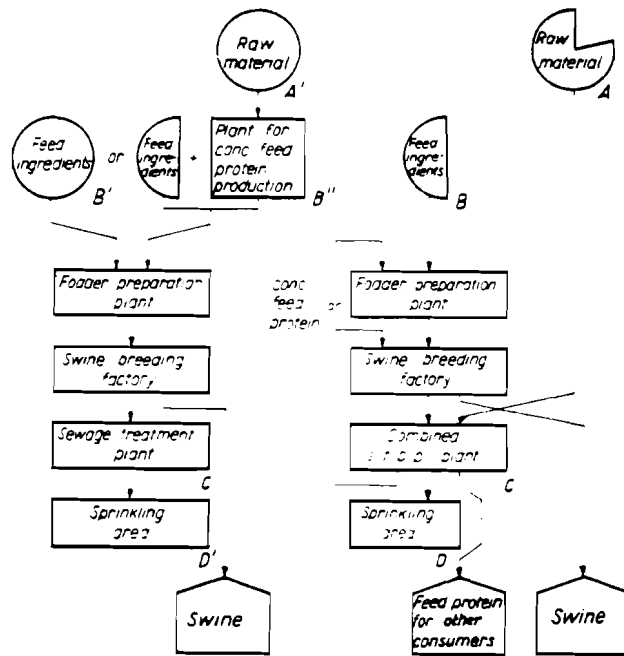 Raw
material
A'
Raw
material
A
Feed
ingredients
B'
or
Feed
ingre-
dients
+
Plant for
conc feed
protein
production
B"
Feed
ingre-
dients
B
Fodder preparation
plant
Swine breeding
factory
Sewage treatment
plant
C
Sprinkling
area
D'
Swine
conc
feed or
protein
Fodder preparation
plant
Swine breeding
factory
Combined
plant
C
Sprinkling
area
D
Feed protein
for other
consumers
Swine